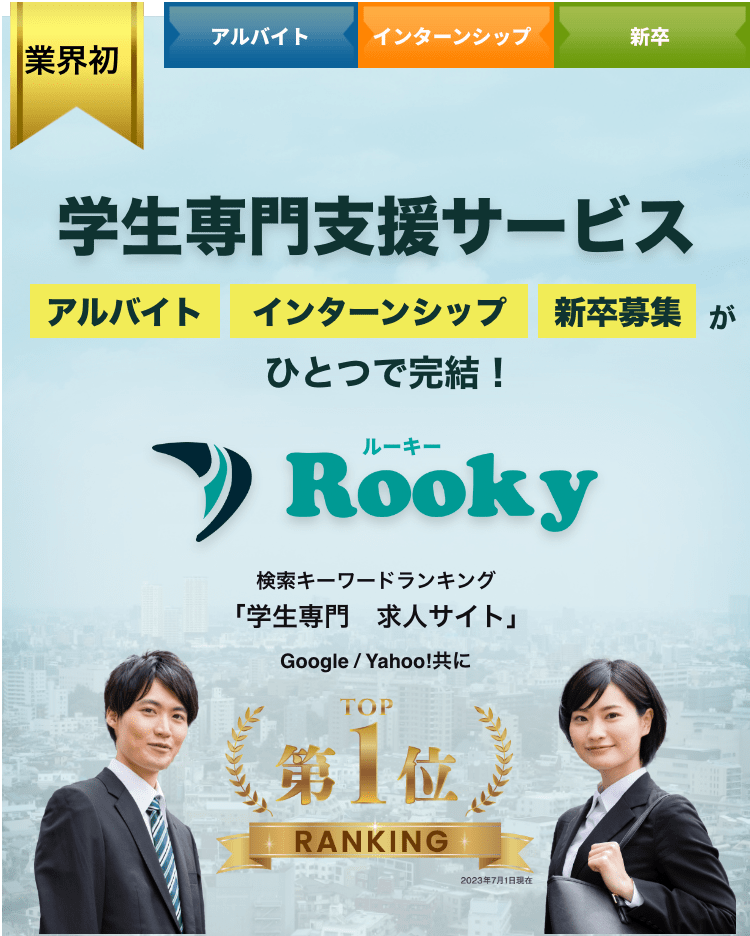 業界初
アルバイト
インターンシップ
新卒
学生専門支援サービス
アルバイト インターンシップ 新卒募集 が
ひとつで完結！
ルーキー
Rooky
検索キーワードランキング
「学生専門　求人サイト」
Google / Yahoo!共に
TOP
第1位
RANKING
2023年7月1日現在